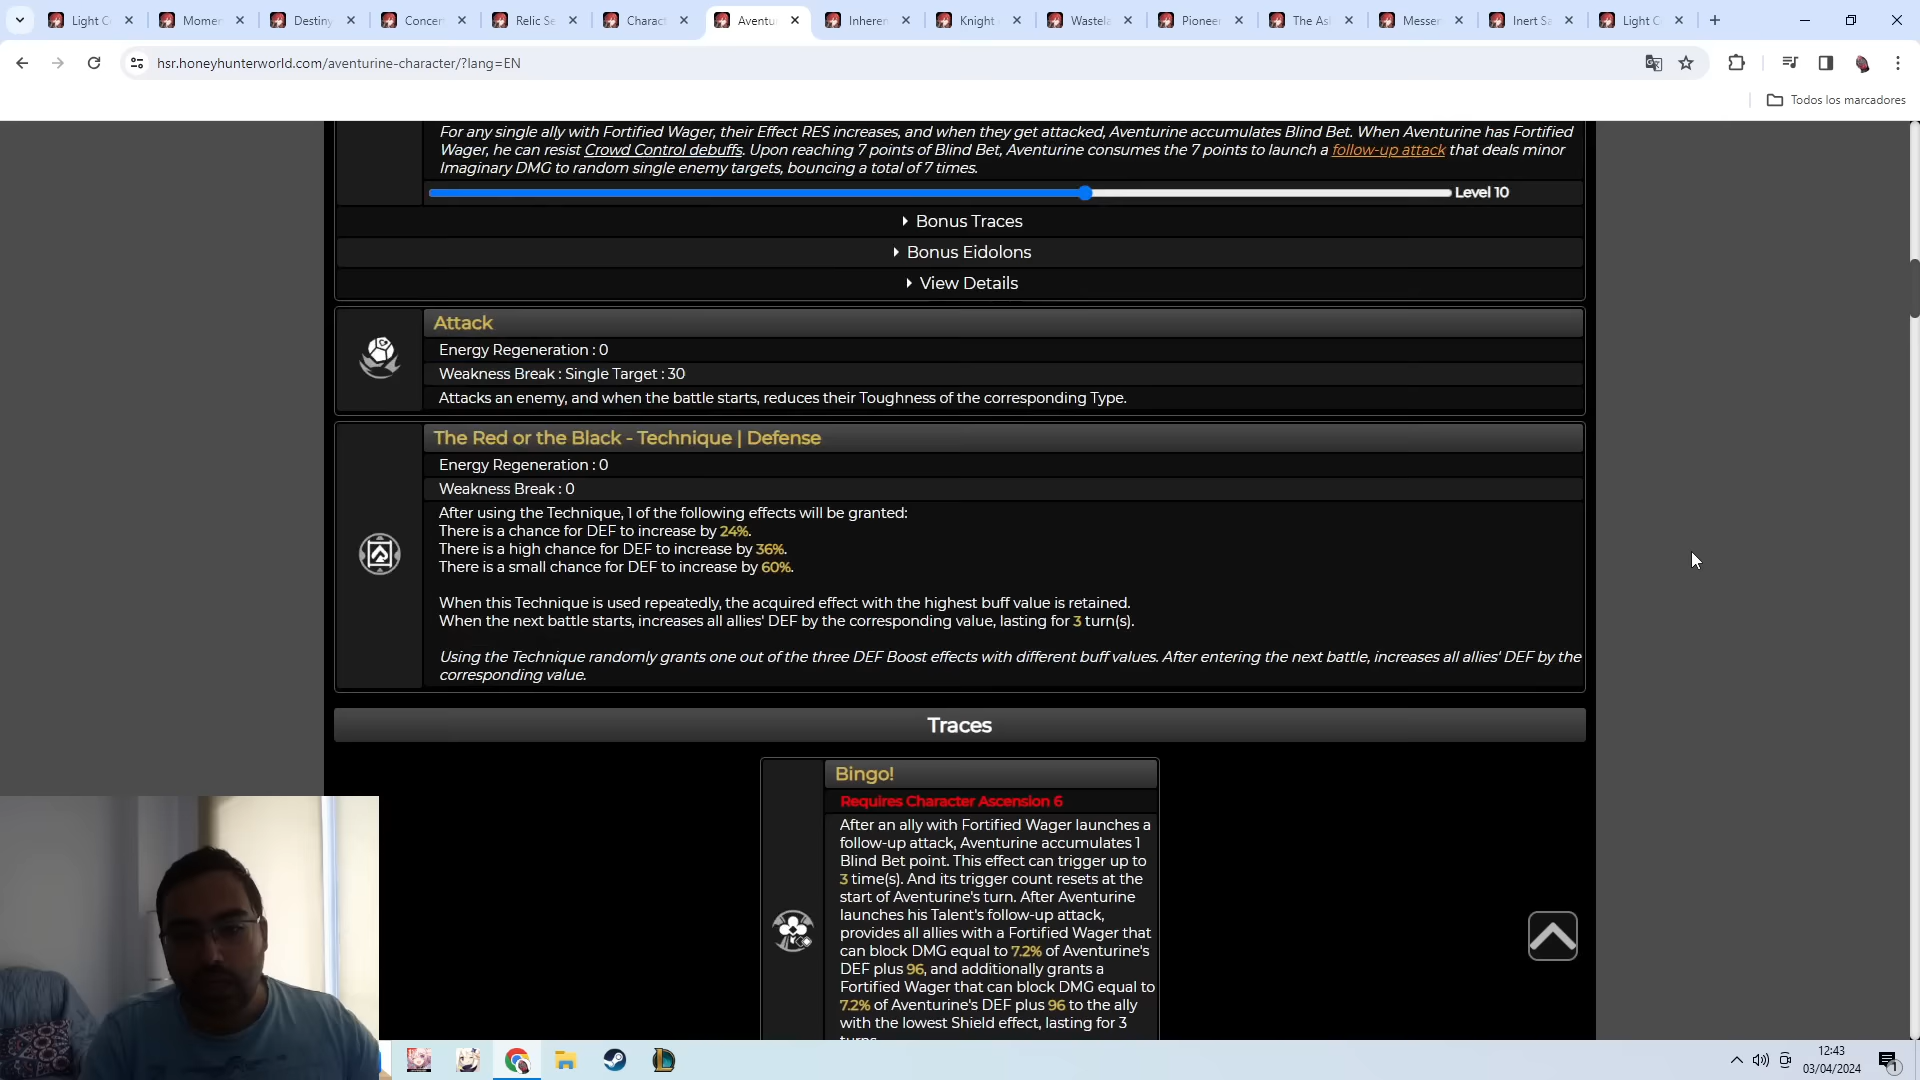 Light C
Momen
Destiny
Concer
Relic Se
Charact
Aventu
Inheren
Knight
Wastela
Pioneer
The As
Messen
Inert Sa
Light C
hsr.honeyhunterworld.com/aventurine-character/?lang=EN
Todos los marcadores
For any single ally with Fortified Wager, their Effect RES increases, and when they get attacked, Aventurine accumulates Blind Bet. When Aventurine has Fortified
Wager, he can resist Crowd Control debuffs. Upon reaching 7 points of Blind Bet, Aventurine consumes the 7 points to launch a follow-up attack that deals minor
Imaginary DMG to random single enemy targets, bouncing a total of 7 times.
Level 10
Bonus Traces
Bonus Eidolons
View Details
Attack
Energy Regeneration : 0
Weakness Break : Single Target : 30
Attacks an enemy, and when the battle starts, reduces their Toughness of the corresponding Type.
The Red or the Black - Technique | Defense
Energy Regeneration : 0
Weakness Break : 0
After using the Technique, 1 of the following effects will be granted:
There is a chance for DEF to increase by 24%.
There is a high chance for DEF to increase by 36%.
There is a small chance for DEF to increase by 60%.
When this Technique is used repeatedly, the acquired effect with the highest buff value is retained.
When the next battle starts, increases all allies' DEF by the corresponding value, lasting for 3 turn(s).
Using the Technique randomly grants one out of the three DEF Boost effects with different buff values. After entering the next battle, increases all allies' DEF by the
corresponding value.
Traces
Bingo!
Requires Character Ascension 6
After an ally with Fortified Wager launches a
follow-up attack, Aventurine accumulates 1
Blind Bet point. This effect can trigger up to
3 time(s). And its trigger count resets at the
start of Aventurine's turn. After Aventurine
launches his Talent's follow-up attack,
provides all allies with a Fortified Wager that
can block DMG equal to 7.2% of Aventurine's
DEF plus 96, and additionally grants a
Fortified Wager that can block DMG equal to
7.2% of Aventurine's DEF plus 96 to the ally
with the lowest Shield effect, lasting for 3
turns.
12:43
03/04/2024
1